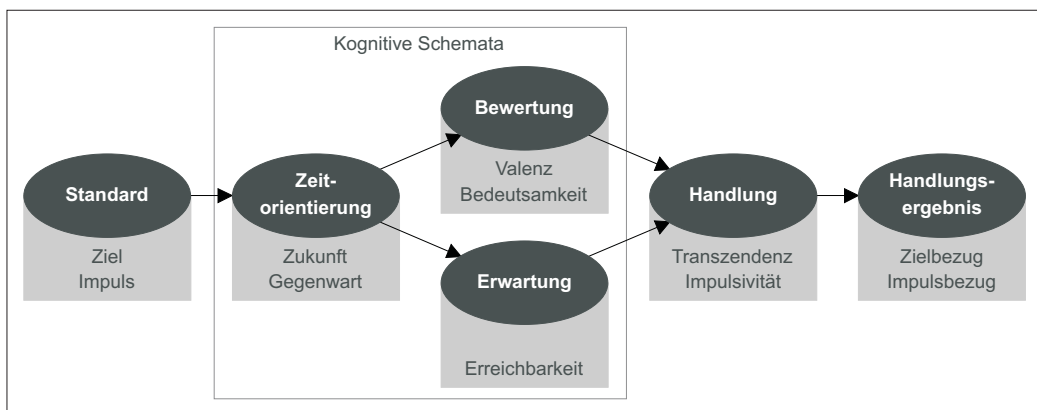 Kognitive Schemata
Standard
Ziel
Impuls
Zeit-
orientierung
Zukunft
Gegenwart
Bewertung
Valenz
Bedeutsamkeit
Erwartung
Erreichbarkeit
Handlung
Transzendenz
Impulsivität
Handlungs-
ergebnis
Zielbezug
Impulsbezug